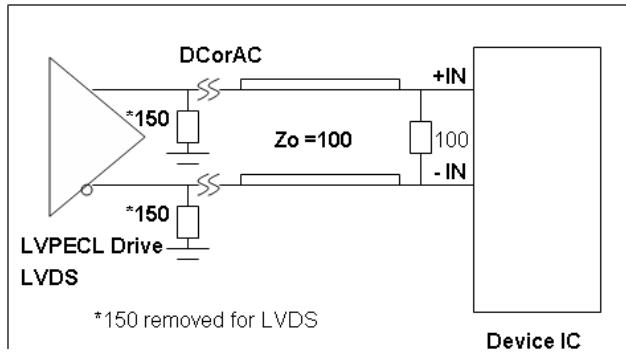 DCorAC
+IN
*150
Zo =100
100
- IN
*150
LVPECL Drive
LVDS
*150 removed for LVDS
Device IC